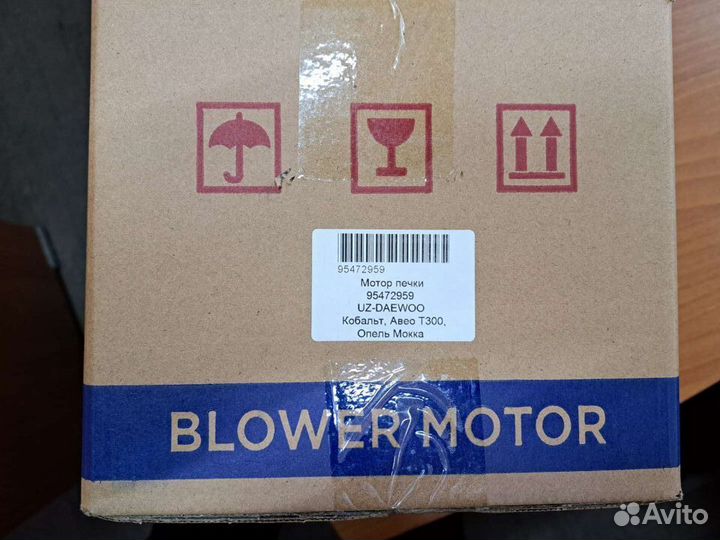 95472959
Мотор печки
95472959
UZ-DAEWOO
Кобальт, Авео Т300,
Опель Мокка
BLOWER MOTOR
Avito